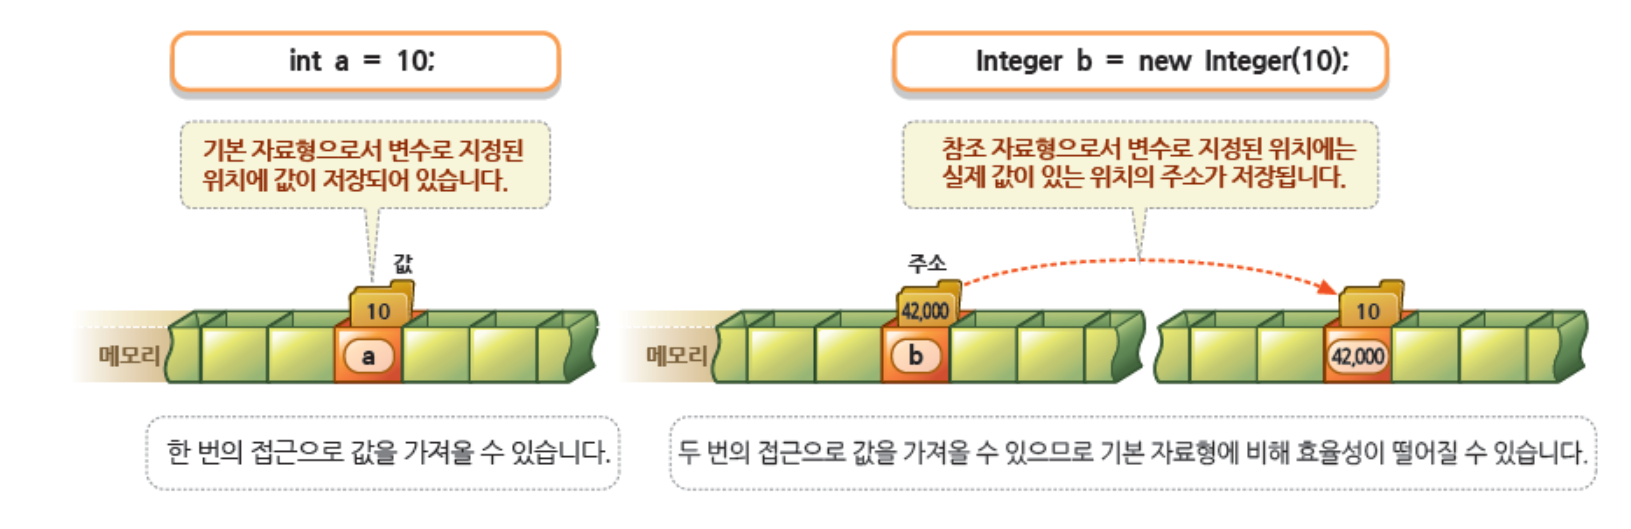 int a = 10;
Integer b = new Integer(10);
기본 자료형으로서 변수로 지정된
위치에 값이 저장되어 있습니다.
참조 자료형으로서 변수로 지정된 위치에는
실제 값이 있는 위치의 주소가 저장됩니다.
값
주소
10
42,000
10
메모리
a
메모리
b
42,000
한 번의 접근으로 값을 가져올 수 있습니다.
두 번의 접근으로 값을 가져올 수 있으므로 기본 자료형에 비해 효율성이 떨어질 수 있습니다.